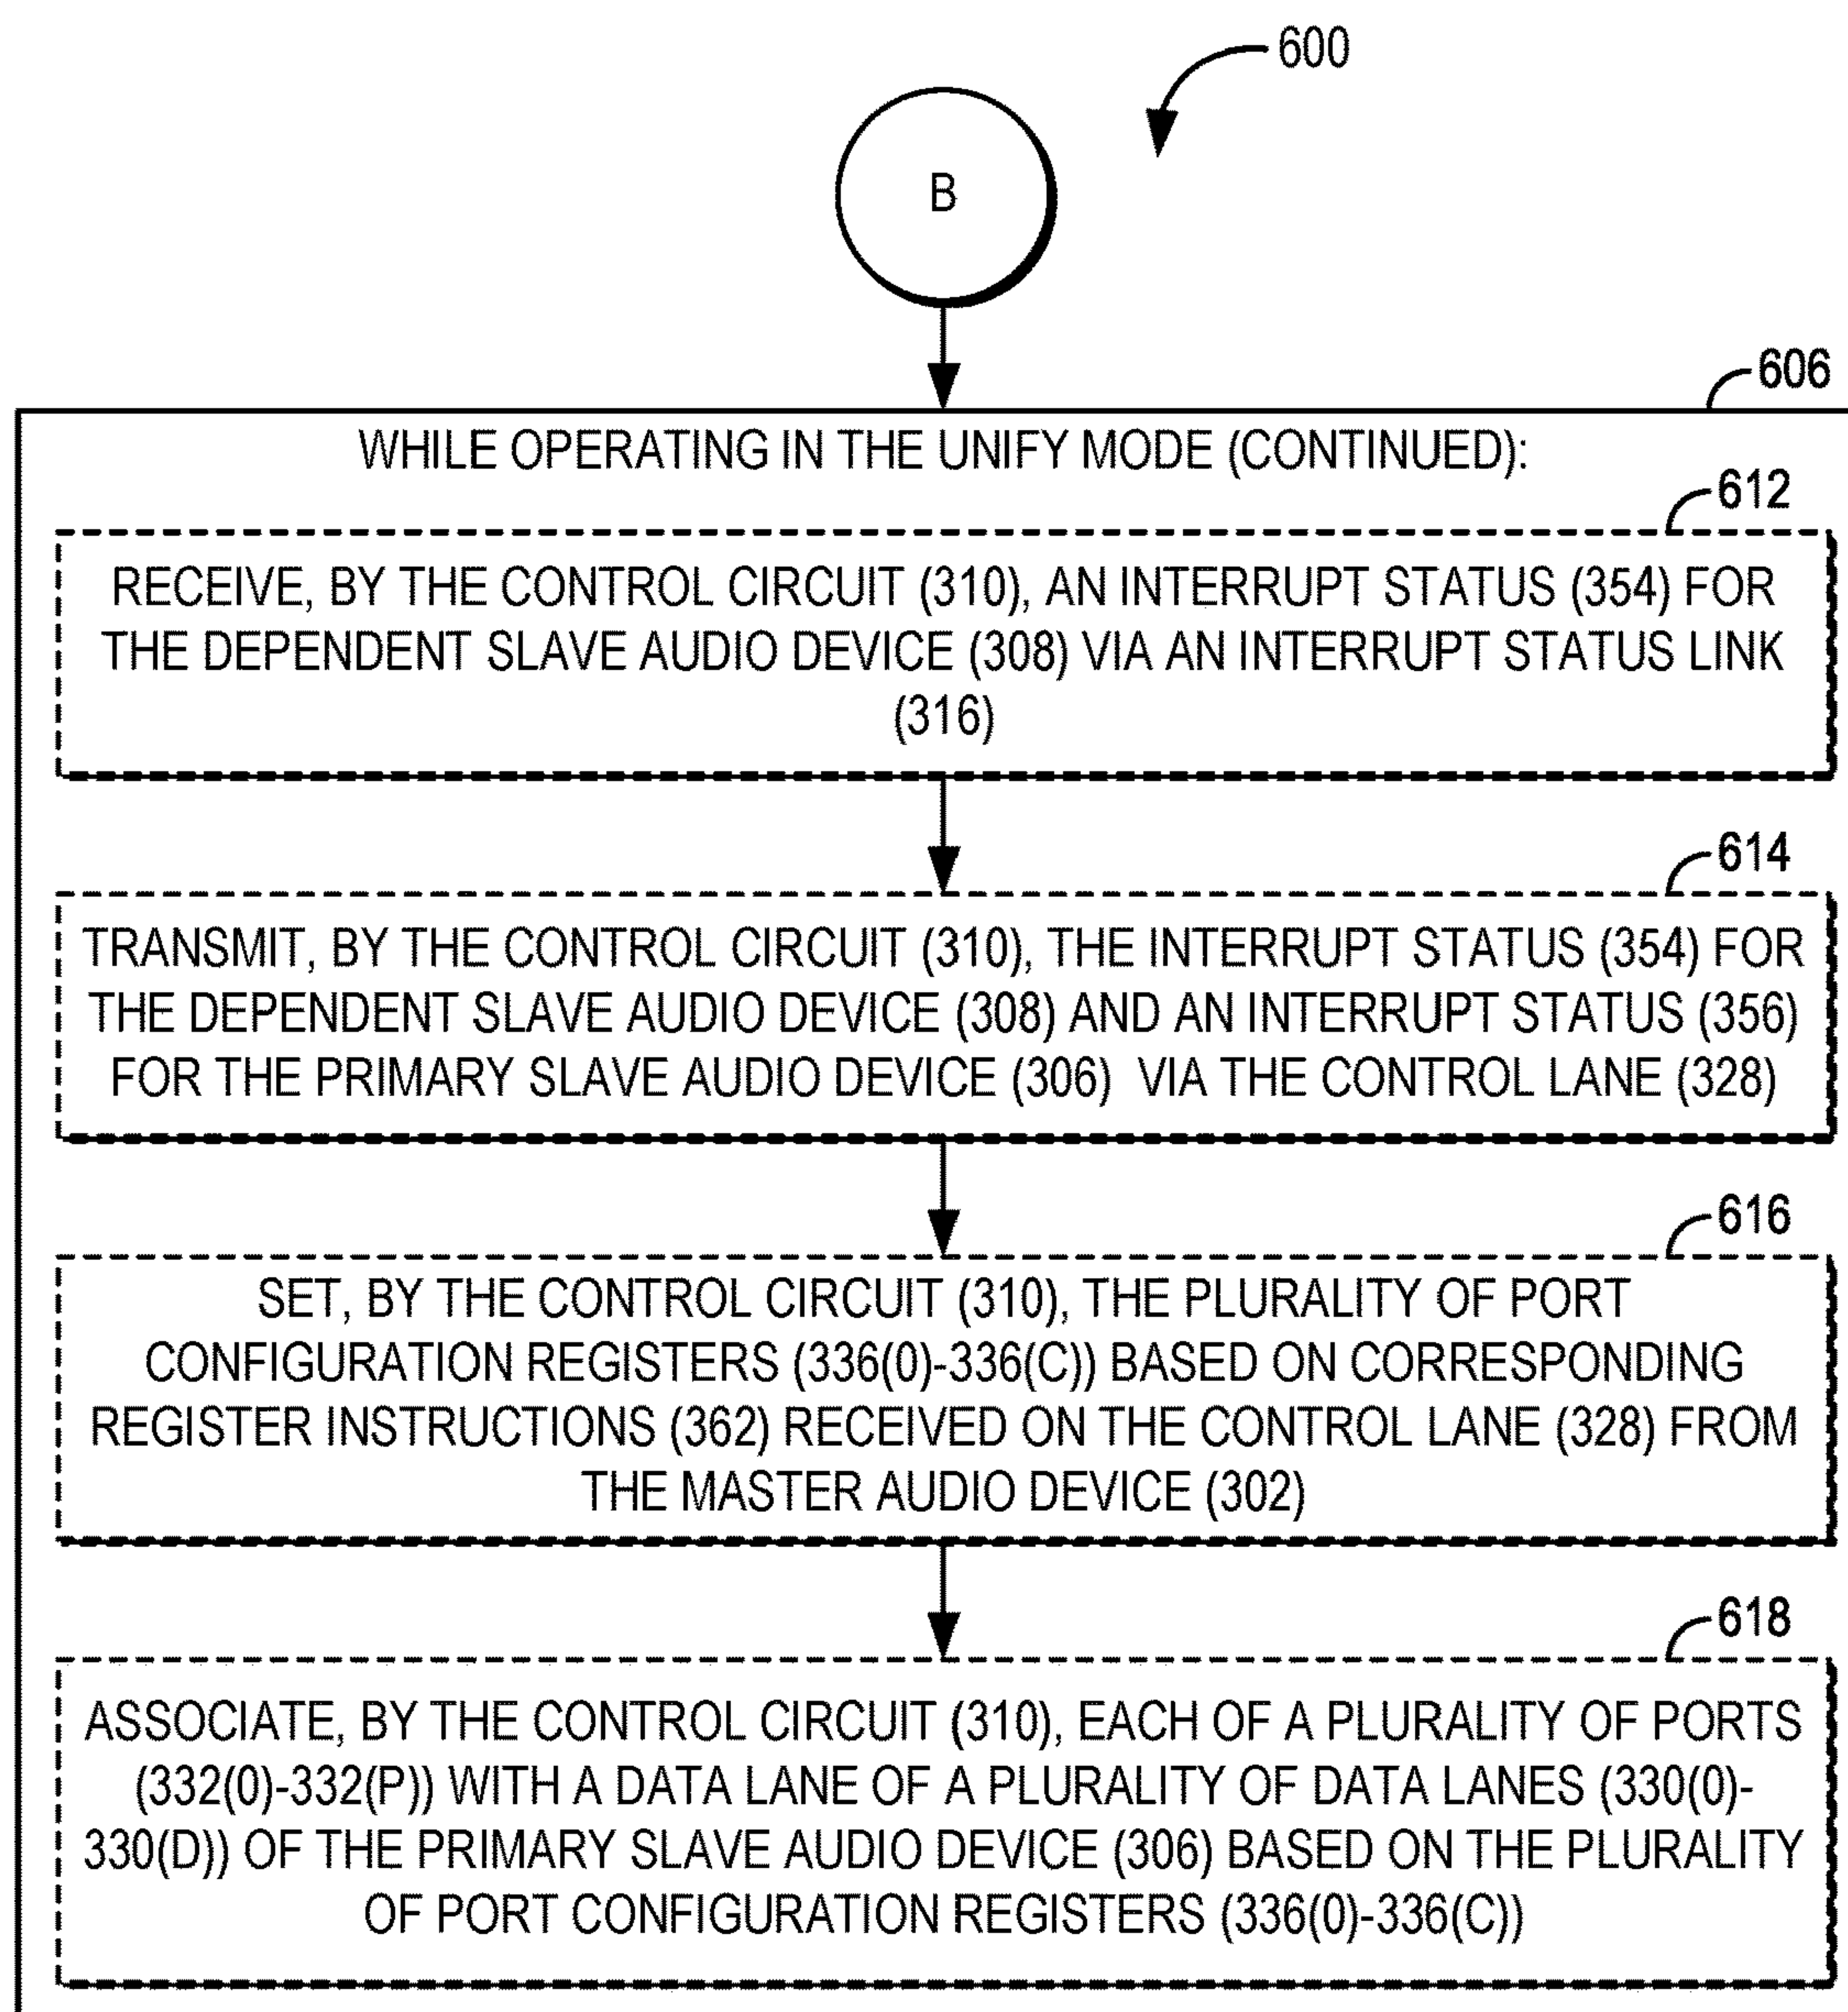 600
B
606
WHILE OPERATING IN THE UNIFY MODE (CONTINUED):
612
RECEIVE, BY THE CONTROL CIRCUIT (310), AN INTERRUPT STATUS (354) FOR
THE DEPENDENT SLAVE AUDIO DEVICE (308) VIA AN INTERRUPT STATUS LINK
(316)
614
TRANSMIT, BY THE CONTROL CIRCUIT (310), THE INTERRUPT STATUS (354) FOR
THE DEPENDENT SLAVE AUDIO DEVICE (308) AND AN INTERRUPT STATUS (356)
FOR THE PRIMARY SLAVE AUDIO DEVICE (306) VIA THE CONTROL LANE (328)
616
SET, BY THE CONTROL CIRCUIT (310), THE PLURALITY OF PORT
CONFIGURATION REGISTERS (336(0)-336(C)) BASED ON CORRESPONDING
REGISTER INSTRUCTIONS (362) RECEIVED ON THE CONTROL LANE (328) FROM
THE MASTER AUDIO DEVICE (302)
618
ASSOCIATE, BY THE CONTROL CIRCUIT (310), EACH OF A PLURALITY OF PORTS
(332(0)-332(P)) WITH A DATA LANE OF A PLURALITY OF DATA LANES (330(0)-
330(D)) OF THE PRIMARY SLAVE AUDIO DEVICE (306) BASED ON THE PLURALITY
OF PORT CONFIGURATION REGISTERS (336(0)-336(C))